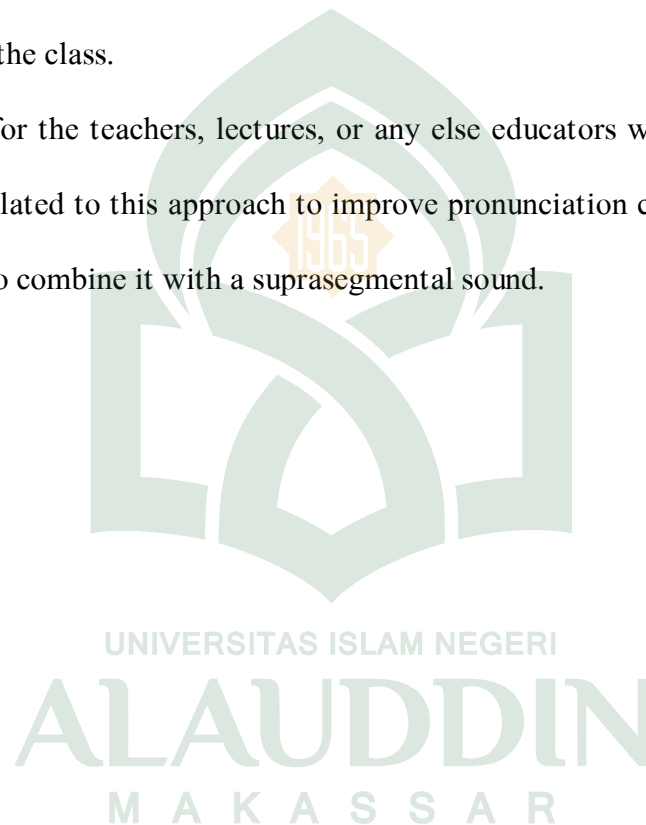 the class.
for the teachers, lectures, or any else educators
lated to this approach to improve pronunciation
combine it with a suprasegmental sound.
1965
UNIVERSITAS ISLAM NEGERI
ALAUDDIN
MAKASSAR